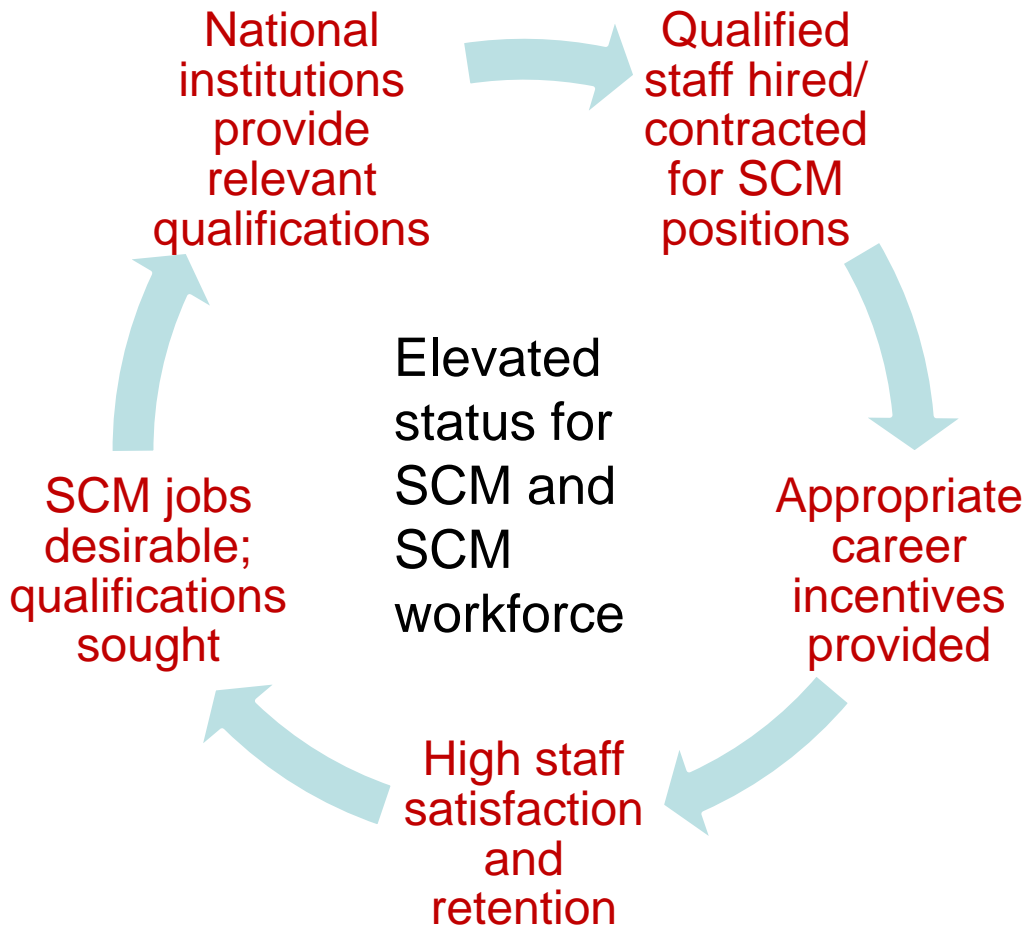 National
institutions
provide
relevant
qualifications
Qualified
staff hired/
contracted
for SCM
positions
Appropriate
career
incentives
provided
High staff
satisfaction
and
retention
SCM jobs
desirable;
qualifications
sought
Elevated
status for
SCM and
SCM
workforce